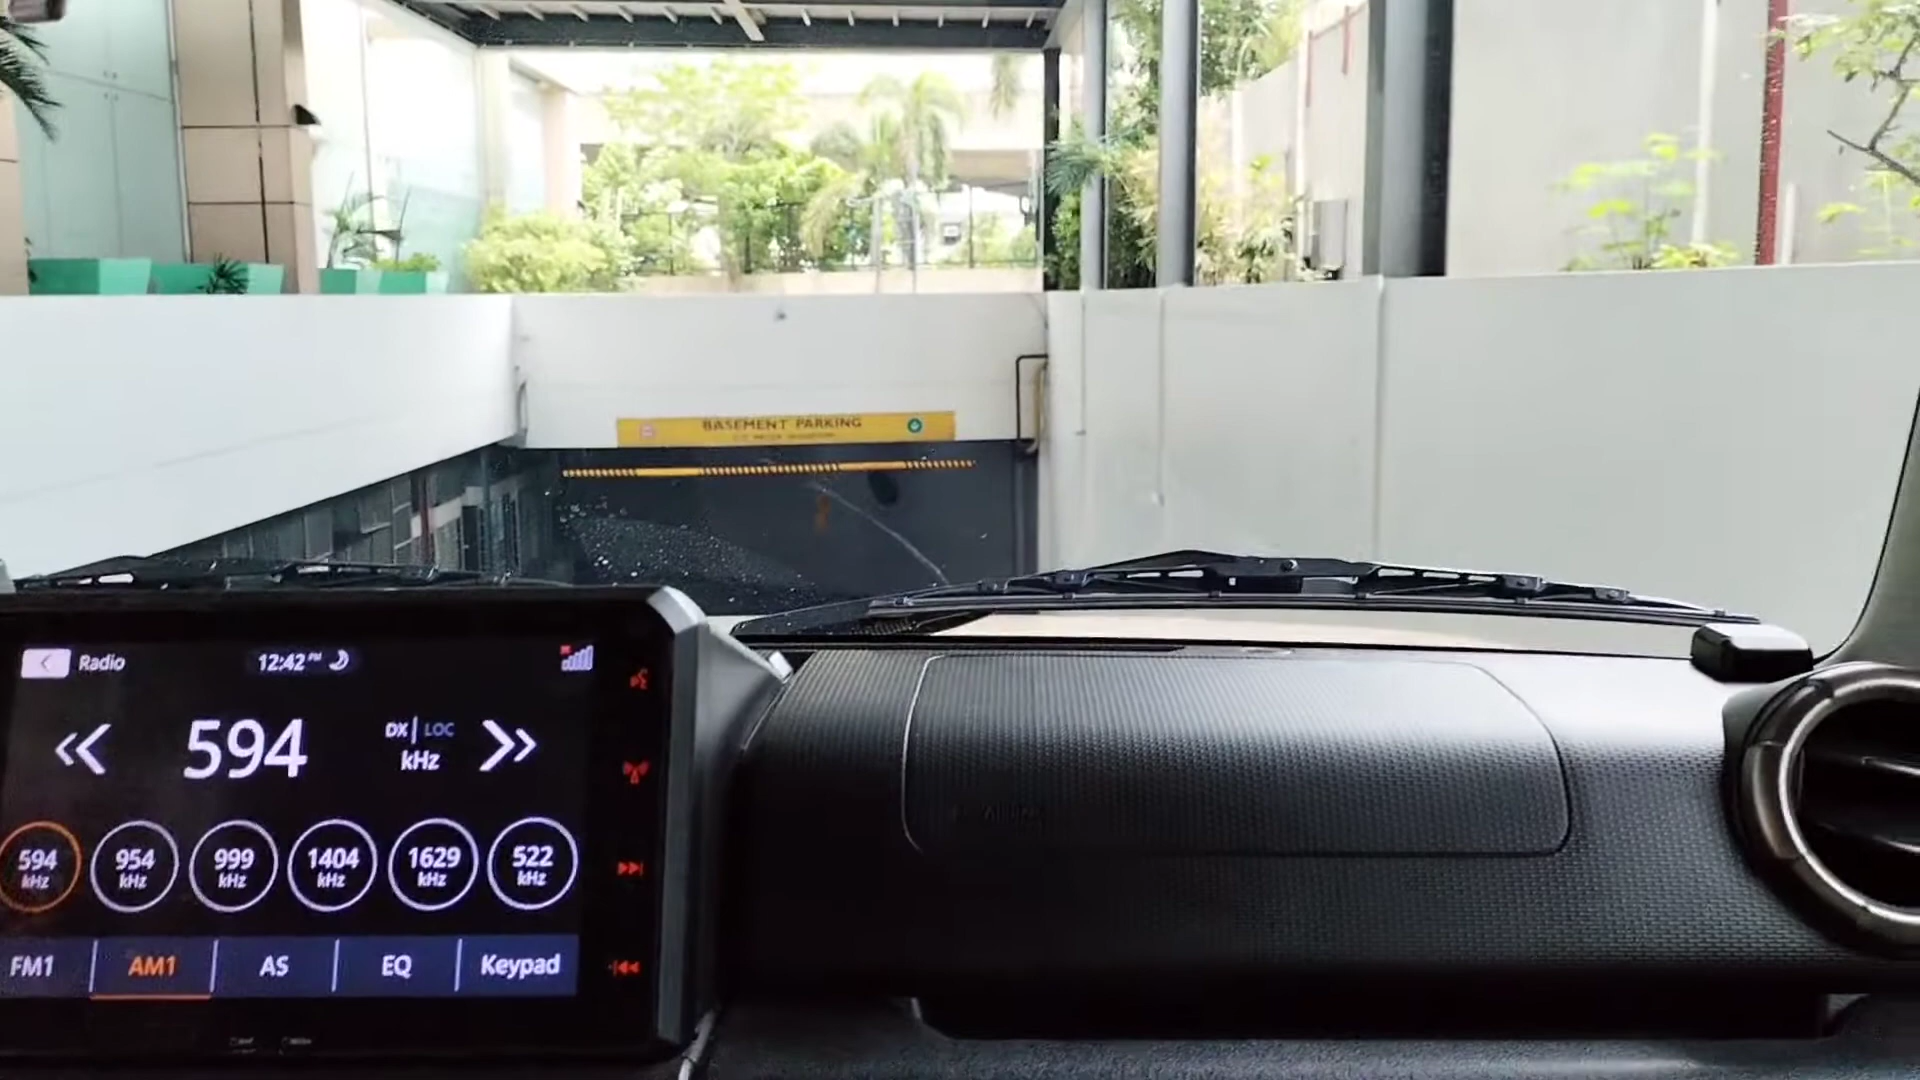 BASEMENT PARKING
Radio
12:42 PM
594
DX | LOC
kHz
594 kHz
954 kHz
999 kHz
1404 kHz
1629 kHz
522 kHz
FM1
AM1
AS
EQ
Keypad